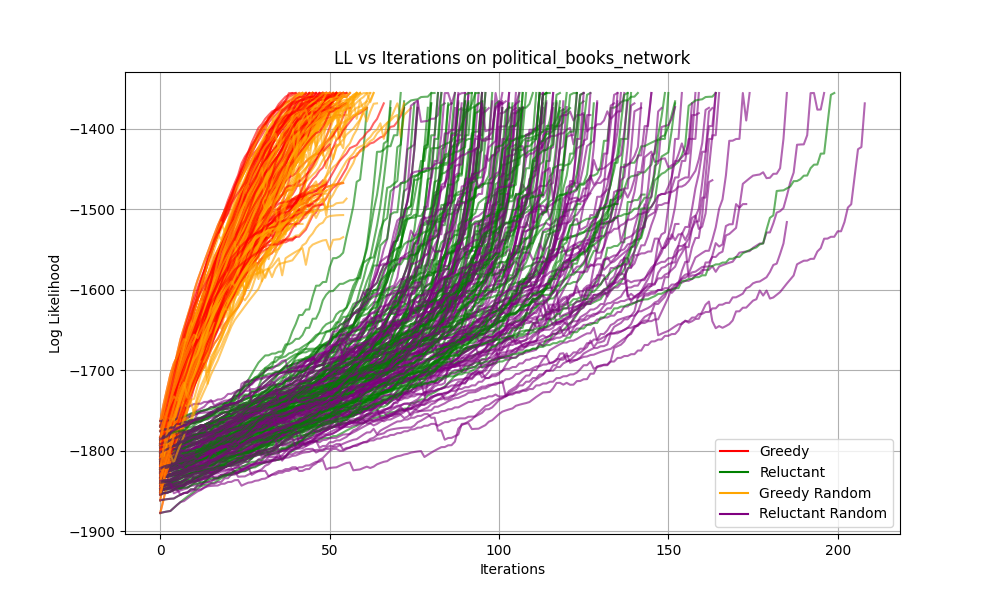 LL vs Iterations on political_books_network
Log Likelihood
−1400
−1500
−1600
−1700
−1800
−1900
0
50
100
150
200
Iterations
Greedy
Reluctant
Greedy Random
Reluctant Random